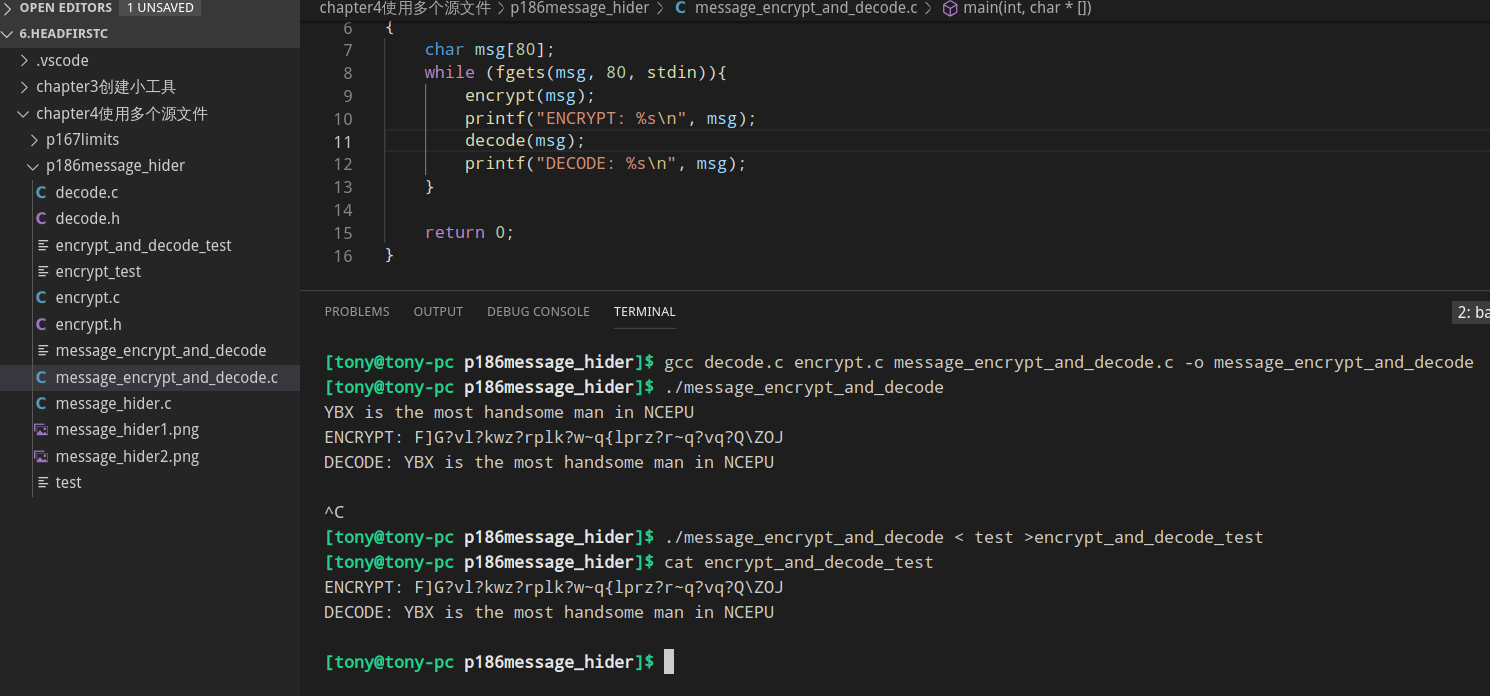 OPEN EDITORS 1 UNSAVED
6.HEADFIRSTC
.vscode
chapter3创建小工具
chapter4使用多个源文件
p167limits
p186message_hider
C decode.c
C decode.h
encrypt_and_decode_test
encrypt_test
C encrypt.c
C encrypt.h
message_encrypt_and_decode
C message_encrypt_and_decode.c
C message_hider.c
message_hider1.png
message_hider2.png
test
chapter4使用多个源文件 > p186message_hider > C message_encrypt_and_decode.c > main(int, char * [])
6 {
7 char msg[80];
8 while (fgets(msg, 80, stdin)){
9 encrypt(msg);
10 printf("ENCRYPT: %s\n", msg);
11 decode(msg);
12 printf("DECODE: %s\n", msg);
13 }
14
15 return 0;
16 }
PROBLEMS OUTPUT DEBUG CONSOLE TERMINAL 2: ba
[tony@tony-pc p186message_hider]$ gcc decode.c encrypt.c message_encrypt_and_decode.c -o message_encrypt_and_decode
[tony@tony-pc p186message_hider]$ ./message_encrypt_and_decode
YBX is the most handsome man in NCEPU
ENCRYPT: F]G?vl?kwz?rplk?w~q{lprz?r~q?vq?Q\ZOJ
DECODE: YBX is the most handsome man in NCEPU
^C
[tony@tony-pc p186message_hider]$ ./message_encrypt_and_decode < test >encrypt_and_decode_test
[tony@tony-pc p186message_hider]$ cat encrypt_and_decode_test
ENCRYPT: F]G?vl?kwz?rplk?w~q{lprz?r~q?vq?Q\ZOJ
DECODE: YBX is the most handsome man in NCEPU
[tony@tony-pc p186message_hider]$